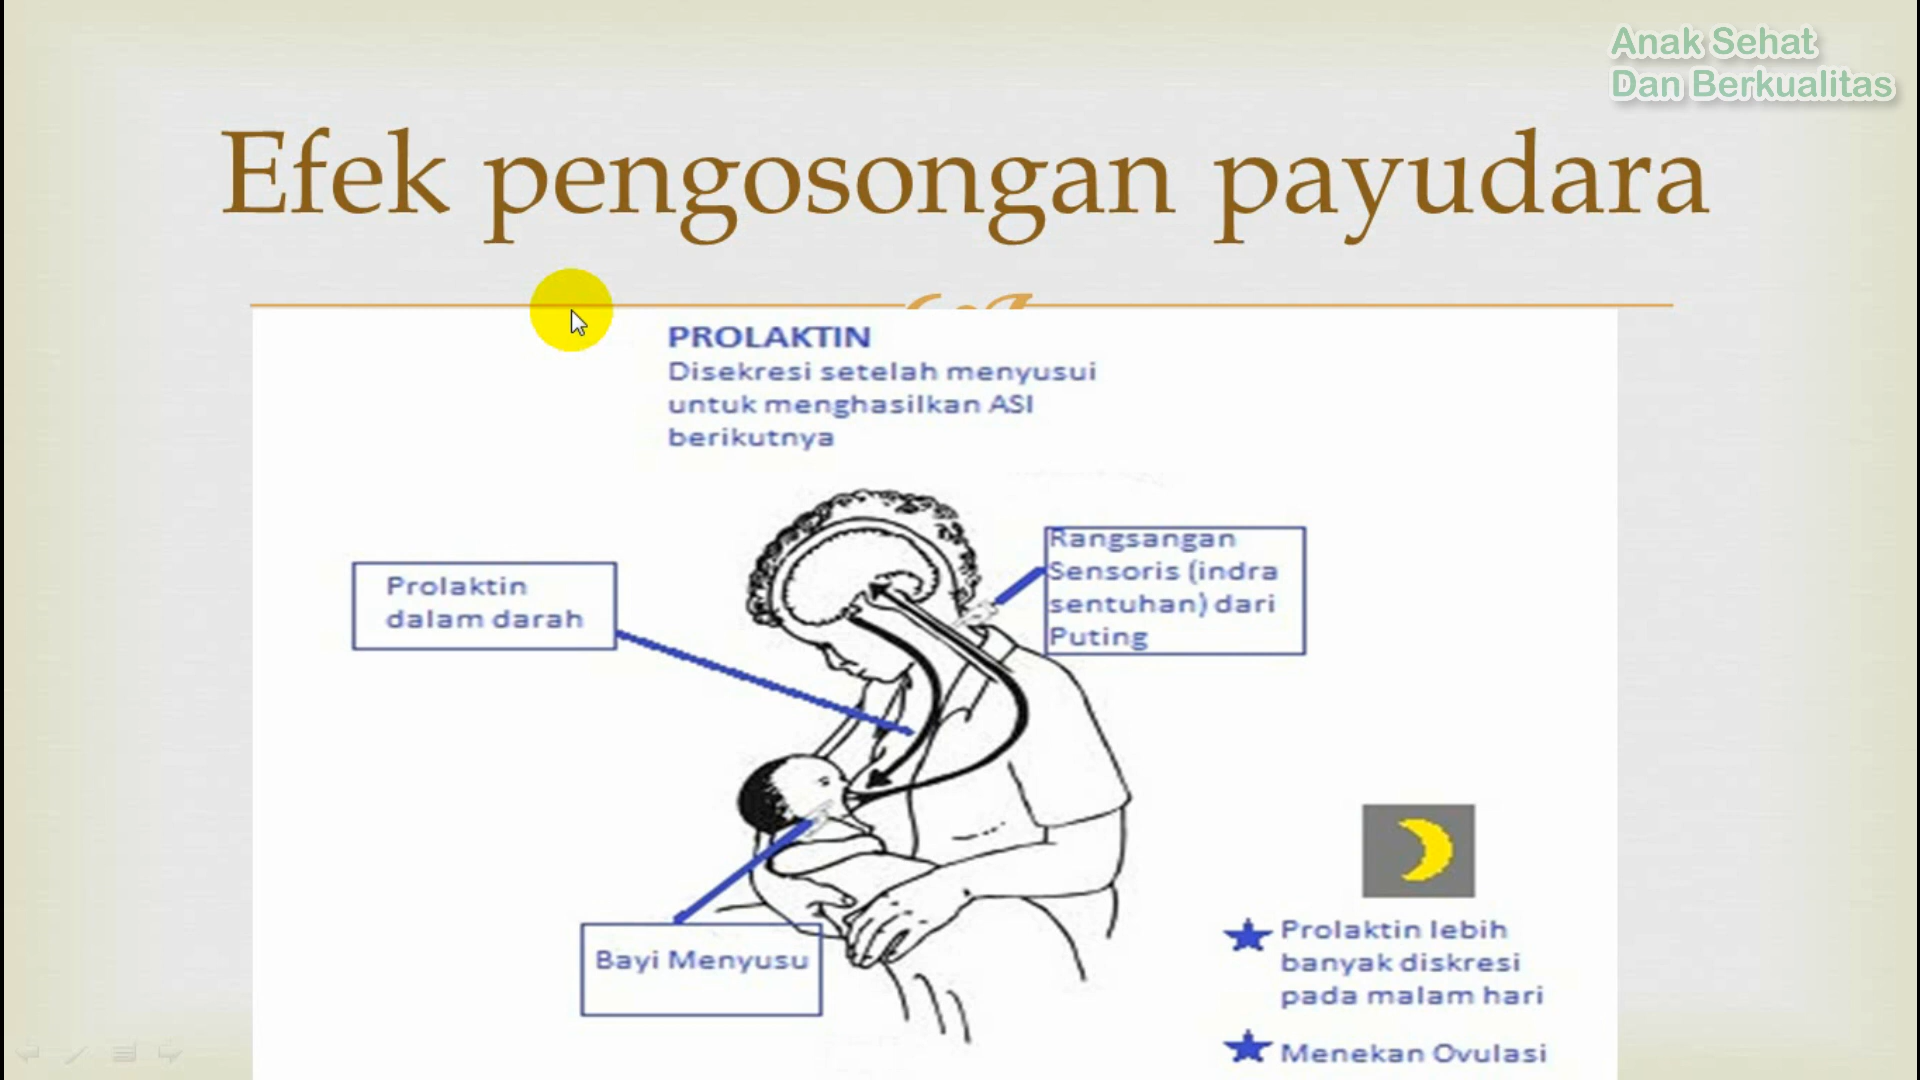 Anak Sehat
Dan Berkualitas
Efek pengosongan payudara
PROLAKTIN
Disekresi setelah menyusui
untuk menghasilkan ASI
berikutnya
Prolaktin
dalam darah
Rangsangan
Sensoris (indra
sentuhan) dari
Puting
Bayi Menyusu
Prolaktin lebih
banyak diskresi
pada malam hari
Menekan Ovulasi